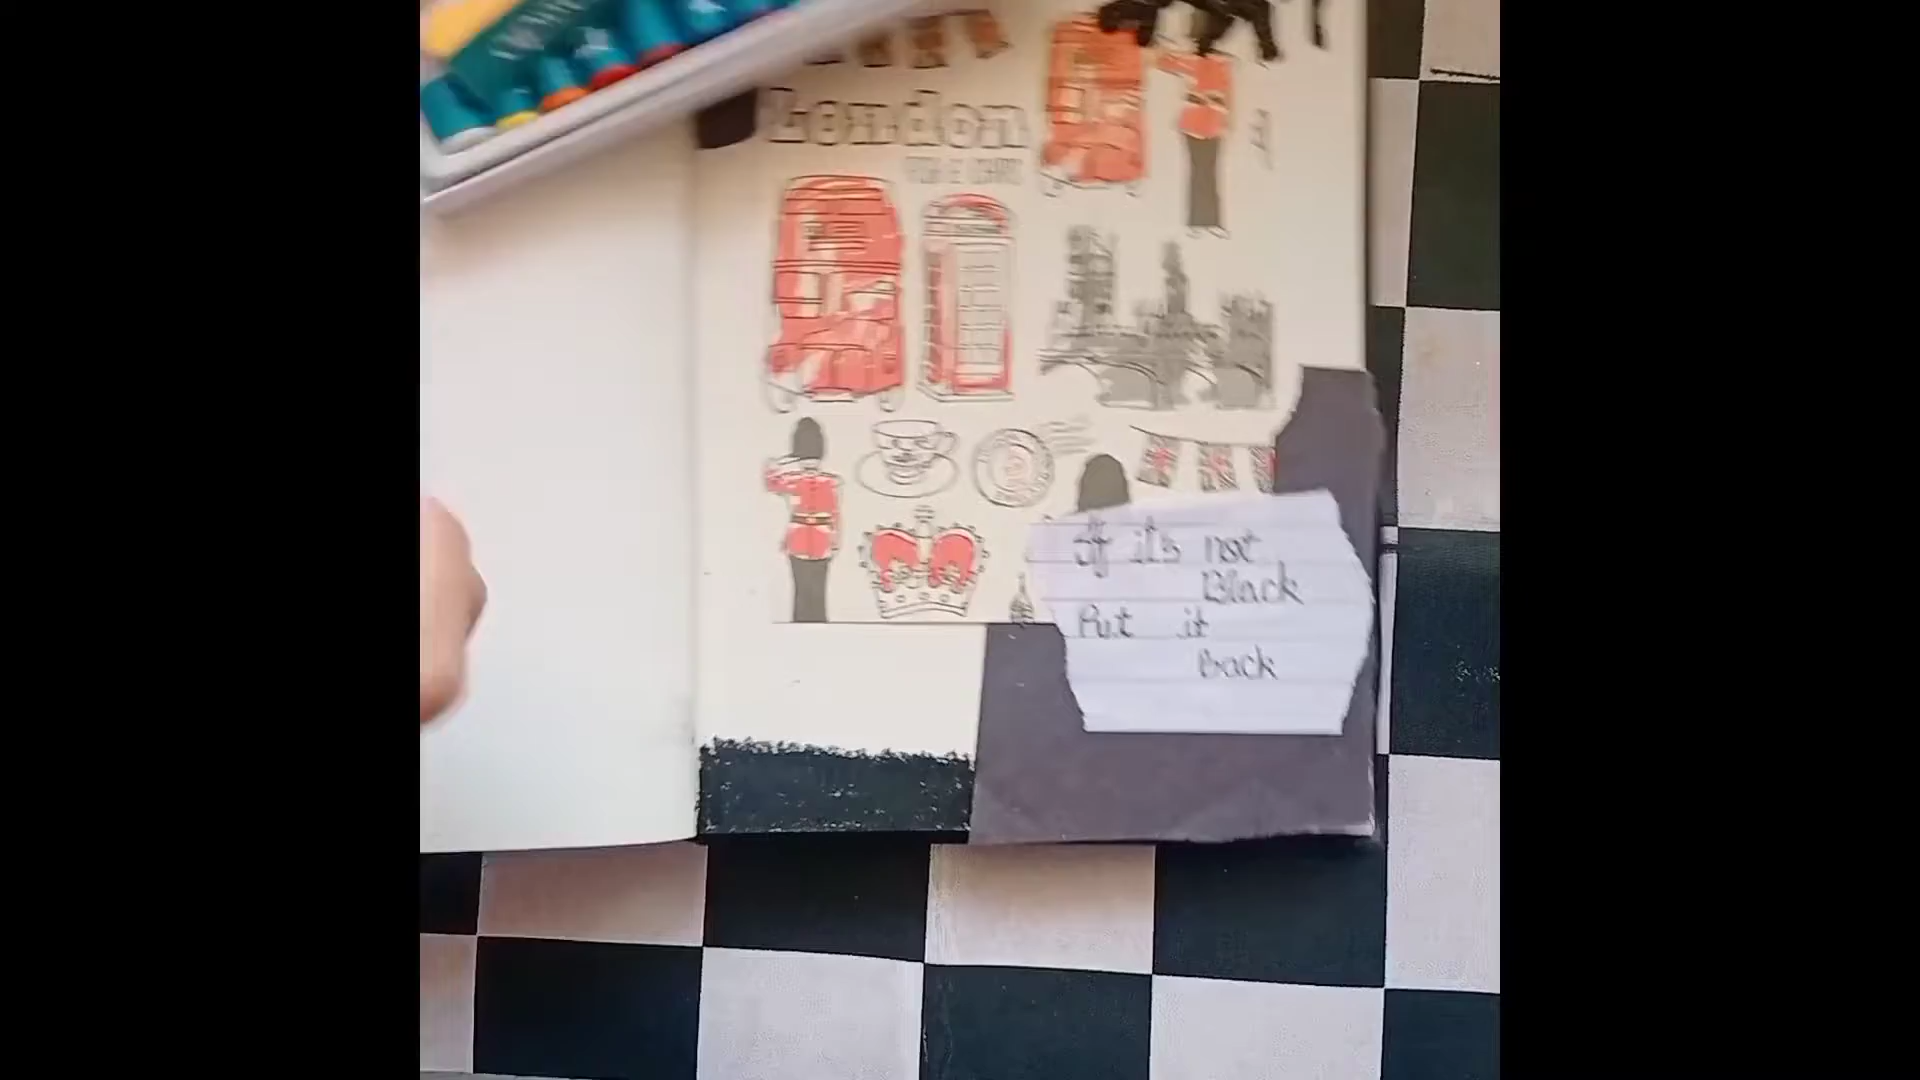 London
If it's not
Black
Put it
Back